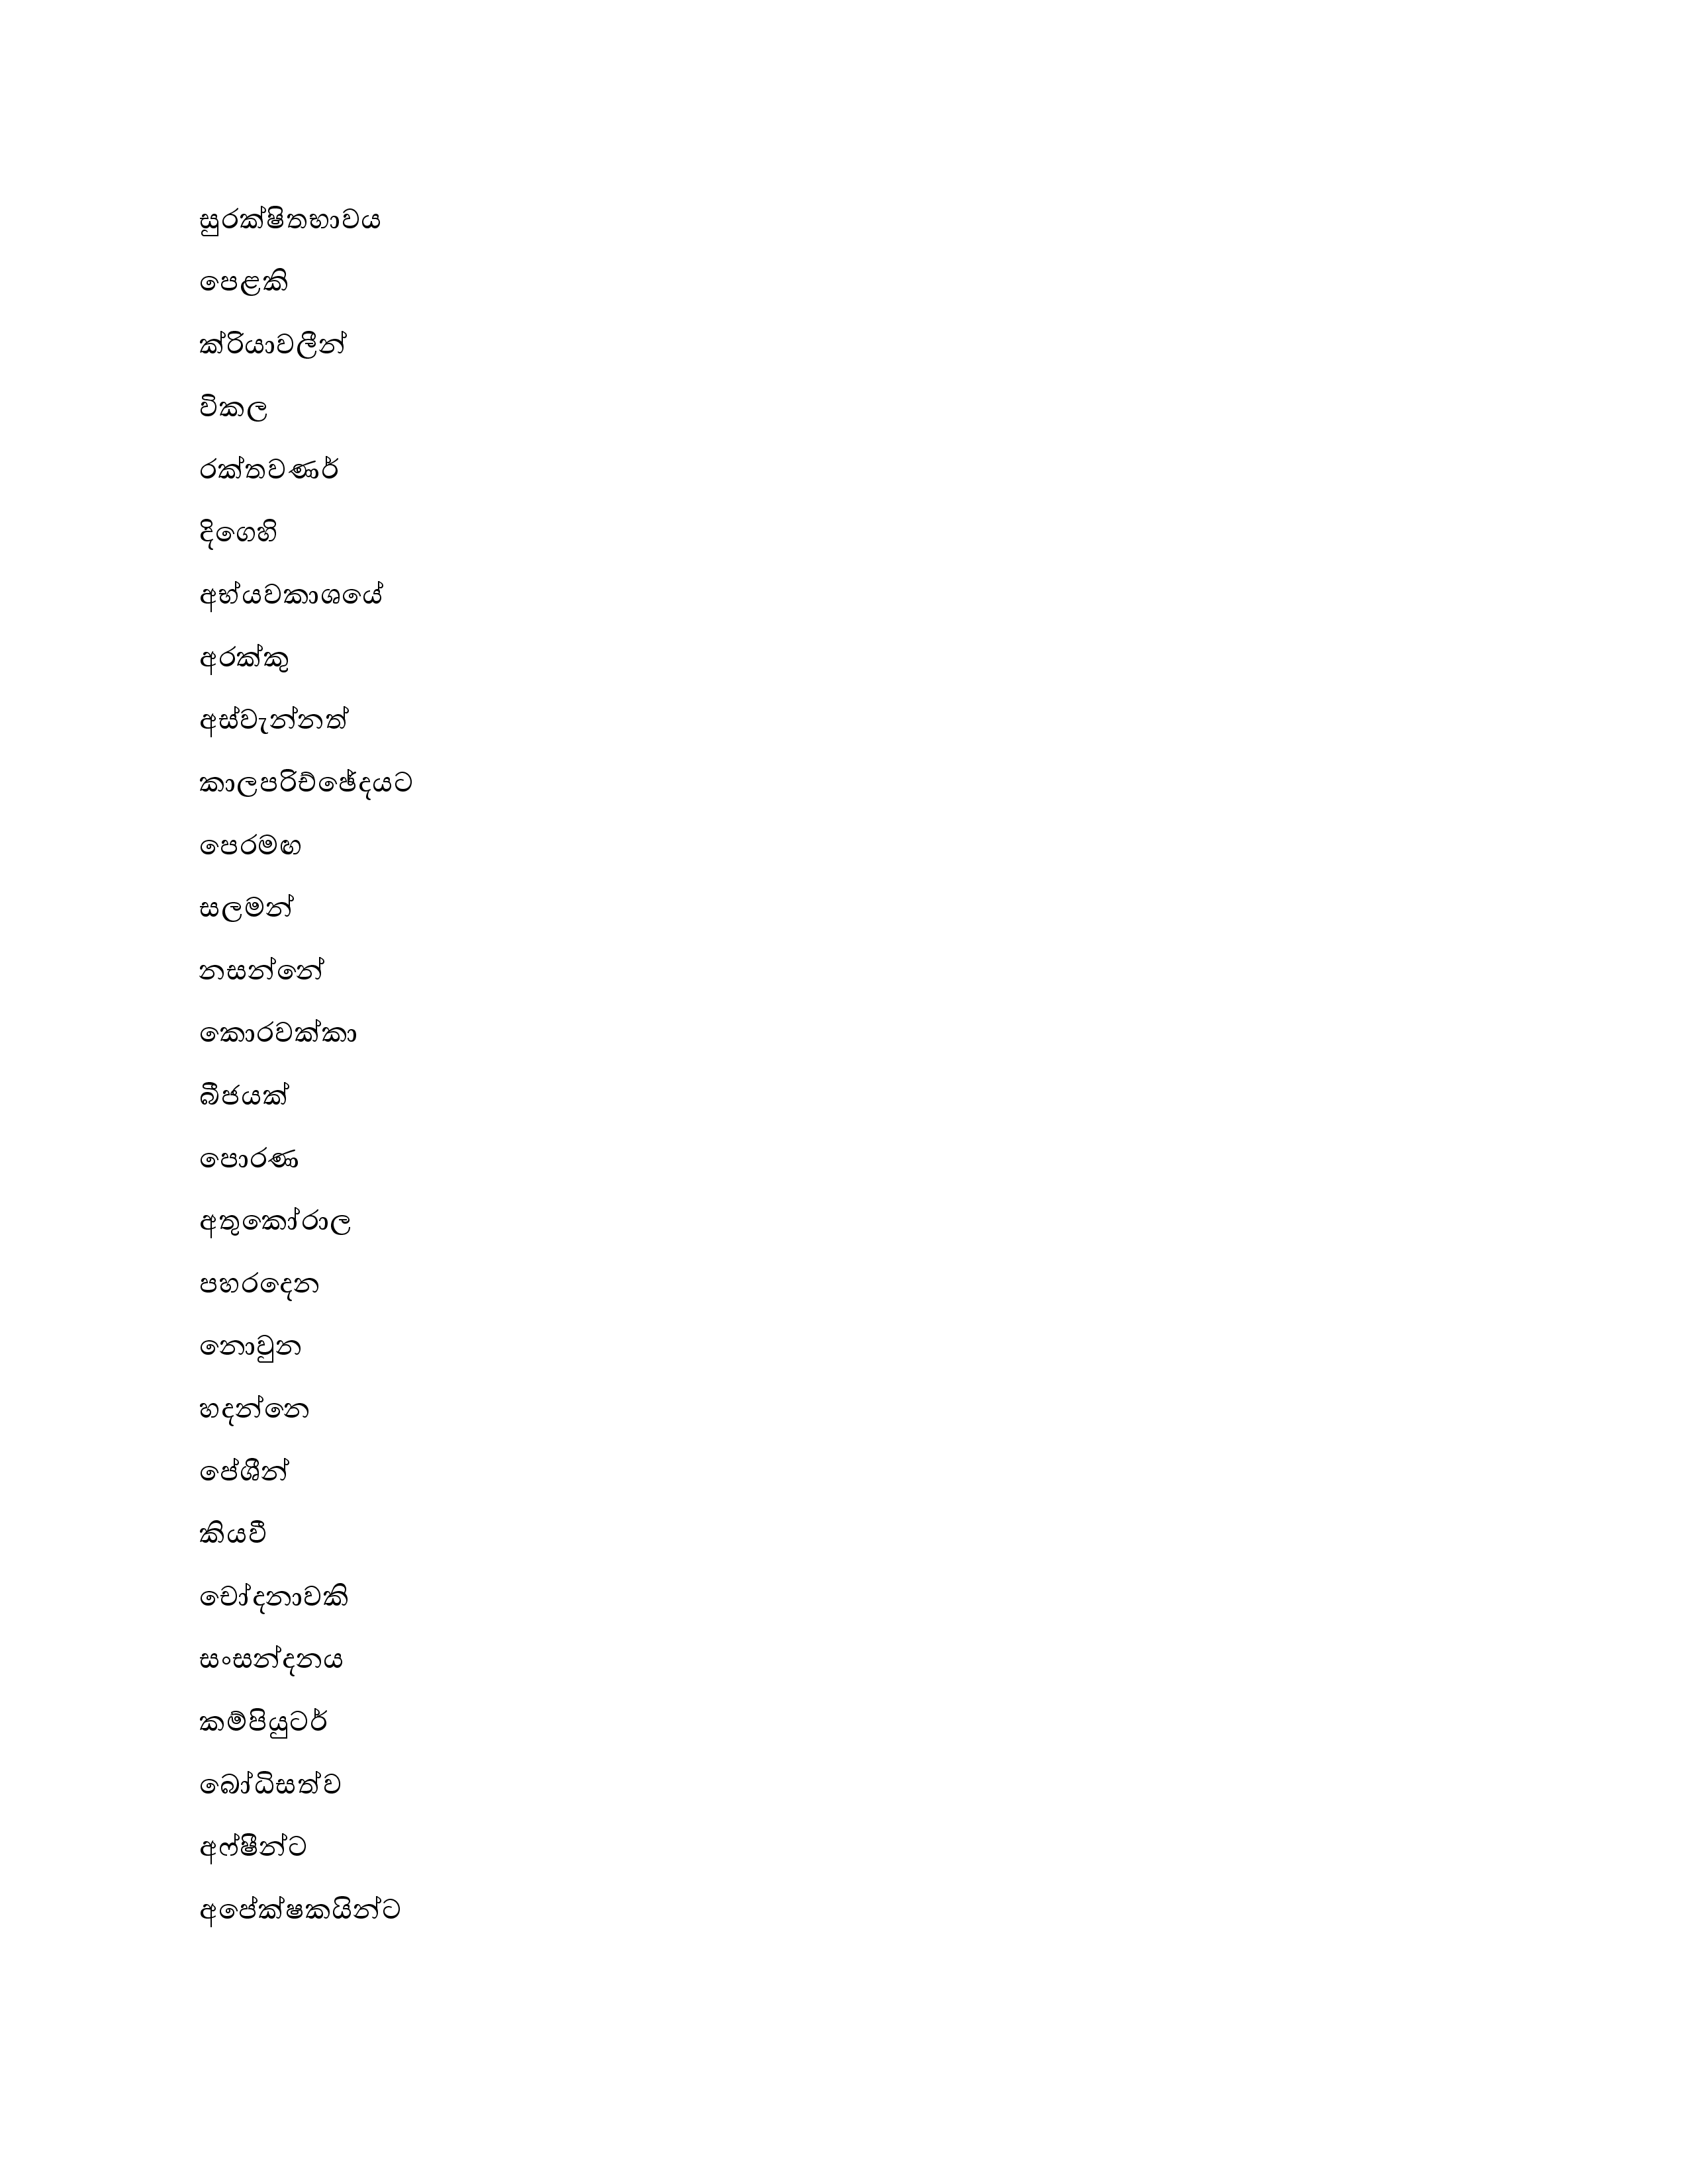 සුරක්ෂිතභාවය
පෙළකි
ක්රියාවලීන්
විකල
රක්තවණර්
දිගෙහි
අභ්යවකාශයේ
අරක්කු
අස්වැන්නත්
කාලපරිච්ඡේදයට
පෙරමඟ
සලමන්
නසන්නේ
කොරවක්කා
බීජයක්
පොරණ
අතුකෝරාල
පහරදෙන
නොවුන
හදන්නෙ
පේශීන්
කියවී
චෝදනාවකි
සංසන්දනය
කම්පියුටර්
බෝධිසත්ව
අෆ්ෂීන්ට
අපේක්ෂකයින්ට